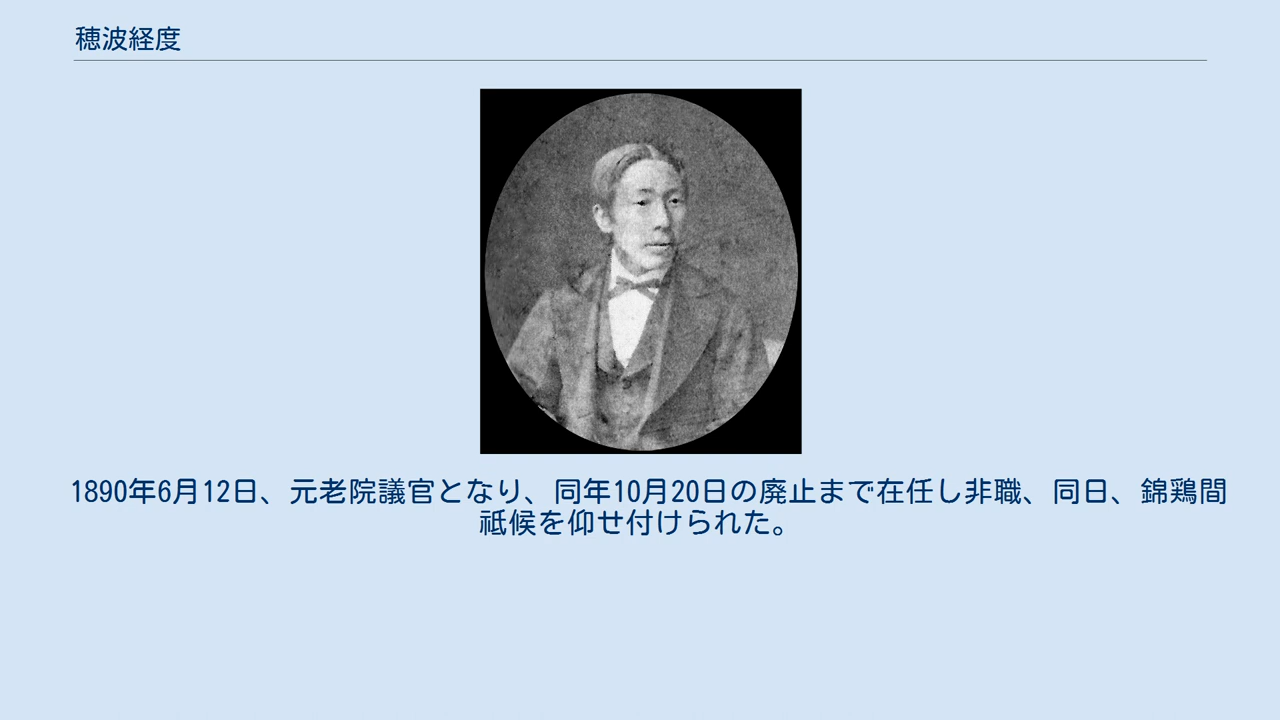 穂波経度
1890年6月12日、元老院議官となり、同年10月20日の廃止まで在任し非職、同日、錦鶏間
祗候を仰せ付けられた。